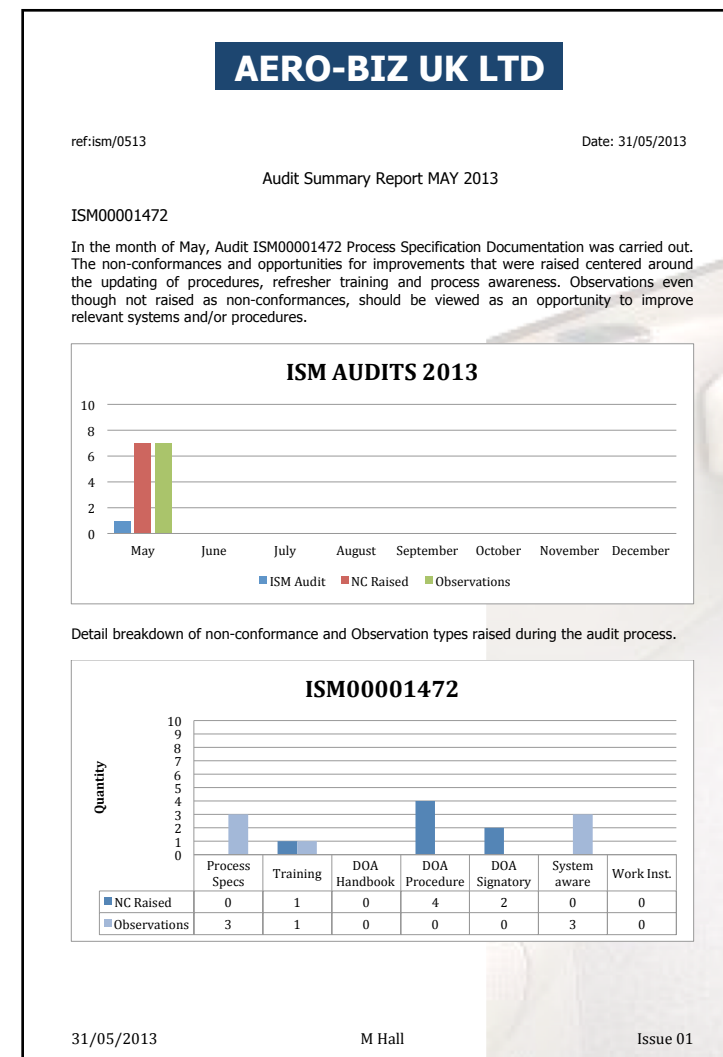 AERO-BIZ UK LTD
ref:ism/0513 Date: 31/05/2013
Audit Summary Report MAY 2013
ISM00001472
In the month of May, Audit ISM00001472 Process Specification Documentation was carried out.
The non-conformances and opportunities for improvements that were raised centered around
the updating of procedures, refresher training and process awareness. Observations even
though not raised as non-conformances, should be viewed as an opportunity to improve
relevant systems and/or procedures.
ISM AUDITS 2013
10
8
6
4
2
0
May June July August September October November December
ISM Audit NC Raised Observations
Detail breakdown of non-conformance and Observation types raised during the audit process.
ISM00001472
Quantity
10
9
8
7
6
5
4
3
2
1
0
Process Specs Training DOA Handbook DOA Procedure DOA Signatory System aware Work Inst.
NC Raised 0 1 0 4 2 0 0
Observations 3 1 0 0 0 3 0
31/05/2013 M Hall Issue 01